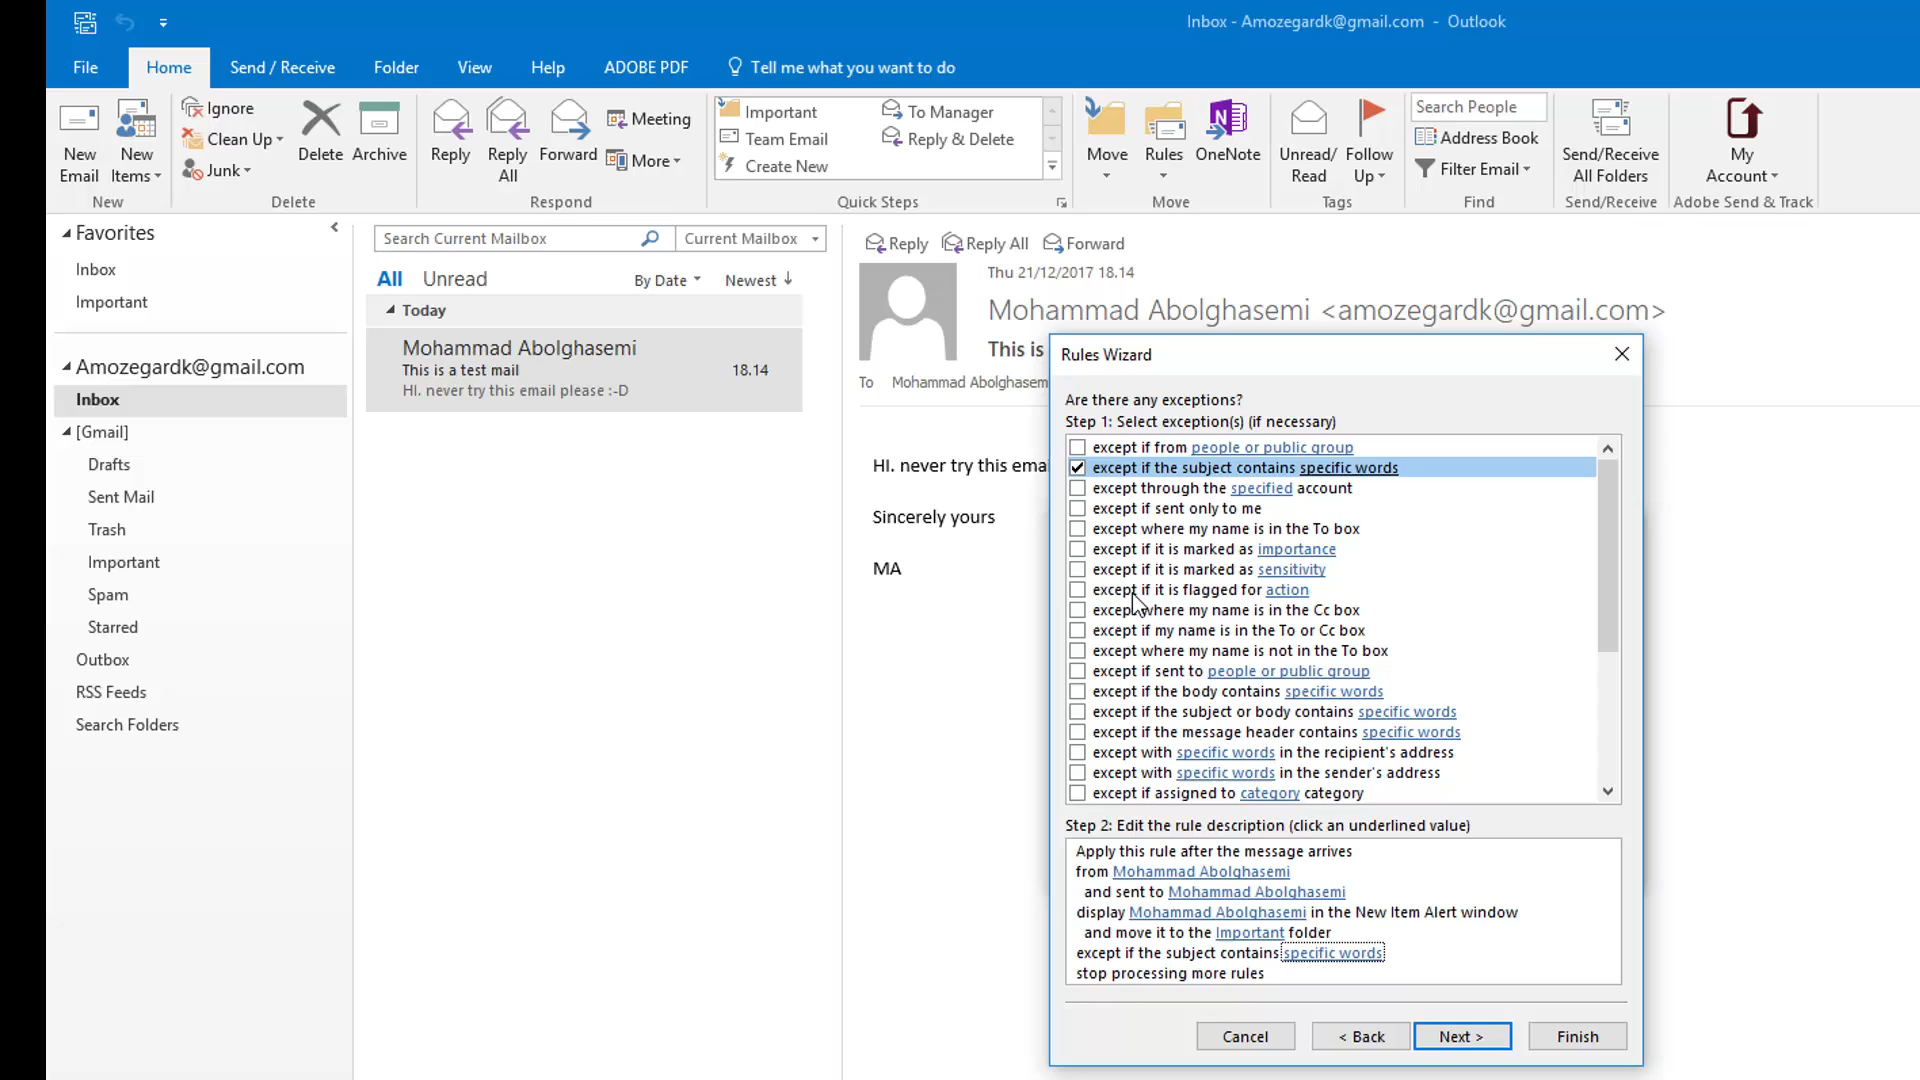 Inbox - Amozegardk@gmail.com - Outlook
File
Home
Send / Receive
Folder
View
Help
ADOBE PDF
Tell me what you want to do
New Email
New Items
New
Ignore
Clean Up
Junk
Delete
Archive
Delete
Reply
Reply All
Forward
Meeting
More
Respond
Important
Team Email
Create New
To Manager
Reply & Delete
Quick Steps
Move
Rules
OneNote
Move
Unread/ Read
Follow Up
Tags
Search People
Address Book
Filter Email
Find
Send/Receive All Folders
Send/Receive
My Account
Adobe Send & Track
Favorites
Inbox
Important
Amozegardk@gmail.com
Inbox
[Gmail]
Drafts
Sent Mail
Trash
Important
Spam
Starred
Outbox
RSS Feeds
Search Folders
Search Current Mailbox
Current Mailbox
All
Unread
By Date
Newest
Today
Mohammad Abolghasemi
This is a test mail
18.14
HI. never try this email please :-D
Reply
Reply All
Forward
Thu 21/12/2017 18.14
Mohammad Abolghasemi <amozegardk@gmail.com>
This is
To Mohammad Abolghasem
HI. never try this emai
Sincerely yours
MA
Rules Wizard
Are there any exceptions?
Step 1: Select exception(s) (if necessary)
except if from people or public group
except if the subject contains specific words
except through the specified account
except if sent only to me
except where my name is in the To box
except if it is marked as importance
except if it is marked as sensitivity
except if it is flagged for action
except where my name is in the Cc box
except if my name is in the To or Cc box
except where my name is not in the To box
except if sent to people or public group
except if the body contains specific words
except if the subject or body contains specific words
except if the message header contains specific words
except with specific words in the recipient's address
except with specific words in the sender's address
except if assigned to category category
Step 2: Edit the rule description (click an underlined value)
Apply this rule after the message arrives
from Mohammad Abolghasemi
and sent to Mohammad Abolghasemi
display Mohammad Abolghasemi in the New Item Alert window
and move it to the Important folder
except if the subject contains specific words
stop processing more rules
Cancel
< Back
Next >
Finish